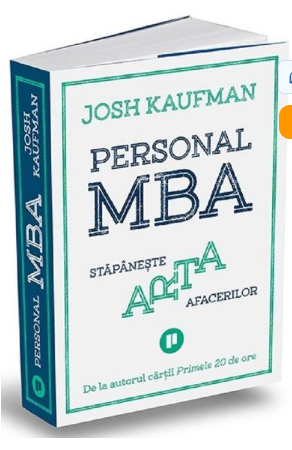 JOSH KAUFMAN
PERSONAL
MBA
STĂPÂNEȘTE
ARTA
AFACERILOR
De la autorul cărții Primele 20 de ore
PERSONAL MBA JOSH KAUFMAN